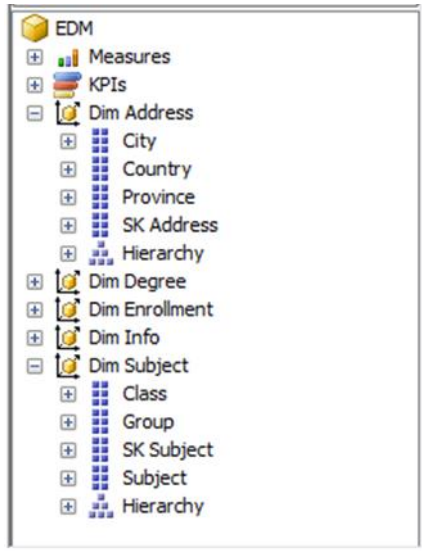 EDM
Measures
KPIs
Dim Address
City
Country
Province
SK Address
Hierarchy
Dim Degree
Dim Enrollment
Dim Info
Dim Subject
Class
Group
SK Subject
Subject
Hierarchy